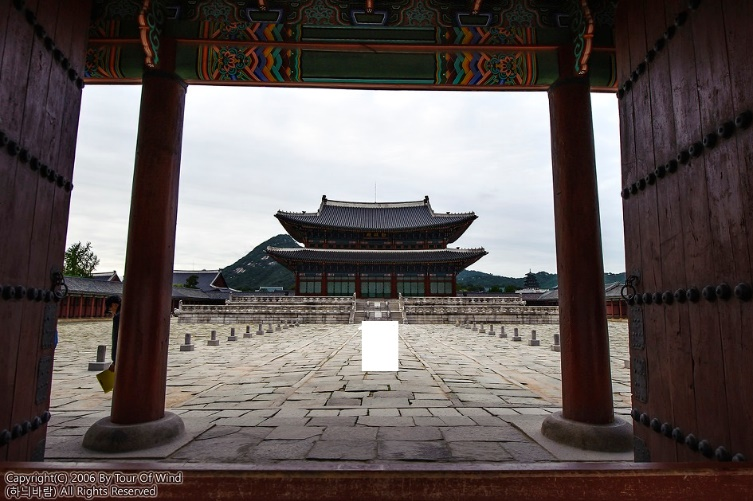 Copyright(C) 2006 By Tour Of Wind
(하늬바람) All Rights Reserved